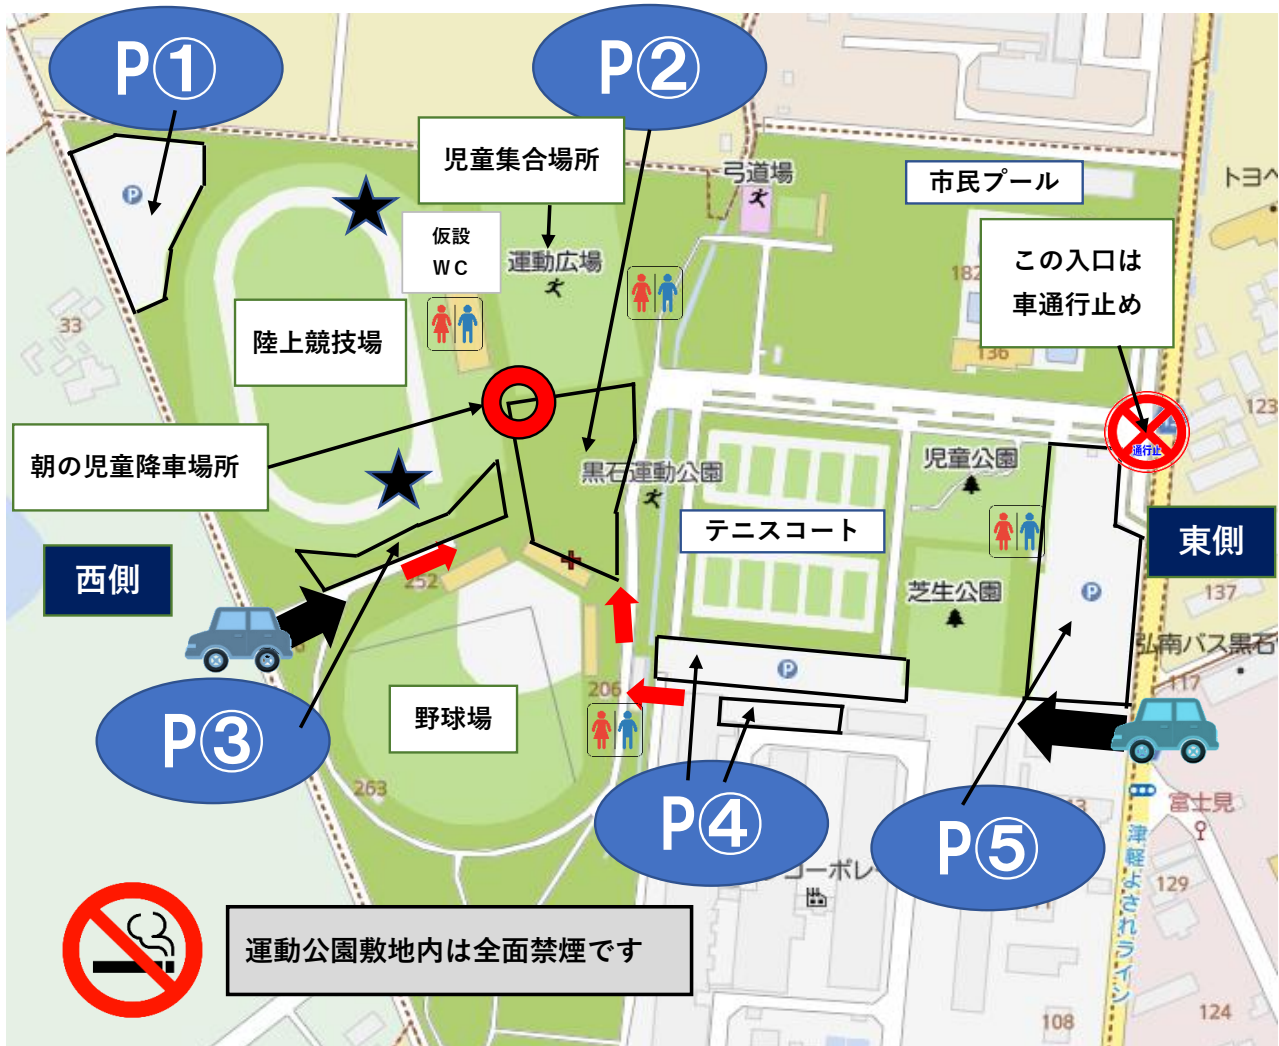 P①
P②
児童集合場所
弓道場
市民プール
トヨペ
仮設
WC
運動広場
この入口は
車通行止め
182
P
33
陸上競技場
136
123
朝の児童降車場所
黒石運動公園
児童公園
通行止
テニスコート
東側
西側
252
芝生公園
P
137
弘南バス黒石
P
117
206
野球場
P③
263
P④
P⑤
富士見
津軽よされライン
コーポレー
129
運動公園敷地内は全面禁煙です
124
108